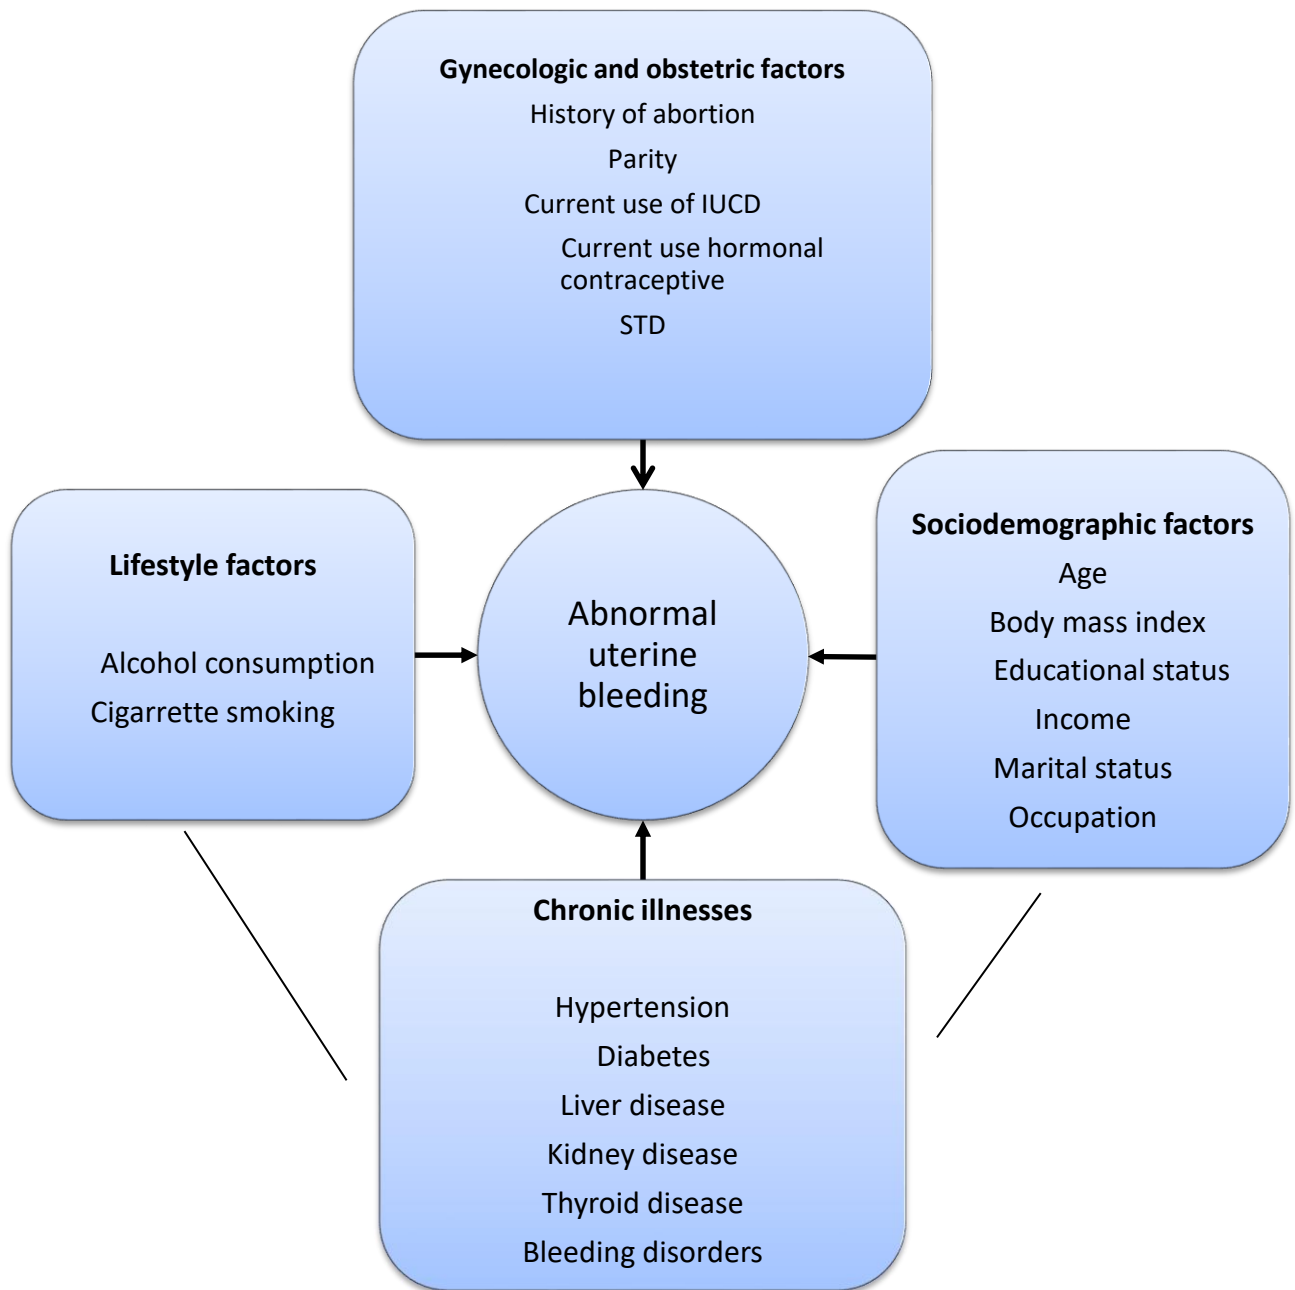 Gynecologic and obstetric factors
History of abortion
Parity
Current use of IUCD
Current use hormonal
contraceptive
STD
Lifestyle factors
Alcohol consumption
Cigarrette smoking
Abnormal
uterine
bleeding
Sociodemographic factors
Age
Body mass index
Educational status
Income
Marital status
Occupation
Chronic illnesses
Hypertension
Diabetes
Liver disease
Kidney disease
Thyroid disease
Bleeding disorders